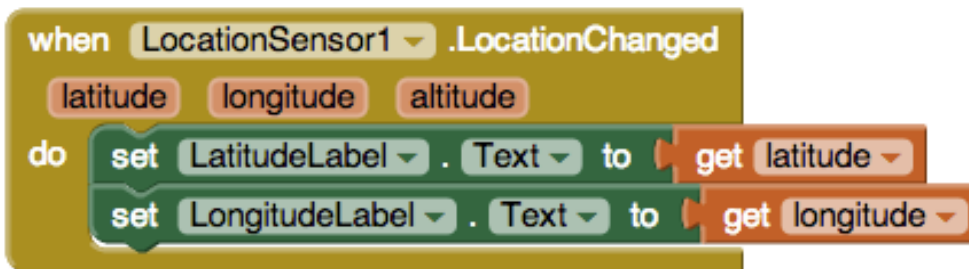 when LocationSensor1 .LocationChanged
latitude longitude altitude
do set LatitudeLabel . Text to get latitude
set LongitudeLabel . Text to get longitude